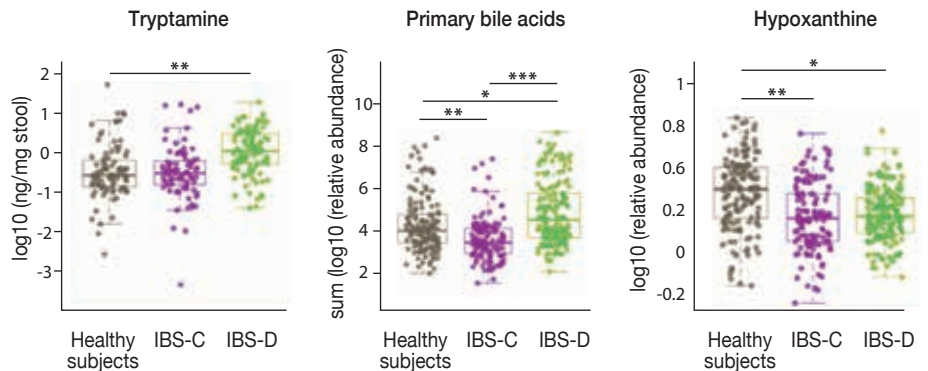 Tryptamine
log10 (ng/mg stool)
2
1
0
-1
-2
-3
**
Healthy subjects
IBS-C
IBS-D
Primary bile acids
sum (log10 (relative abundance)
10
8
6
4
2
***
*
**
Healthy subjects
IBS-C
IBS-D
Hypoxanthine
log10 (relative abundance)
1
0.8
0.6
0.2
0
-0.2
*
**
Healthy subjects
IBS-C
IBS-D